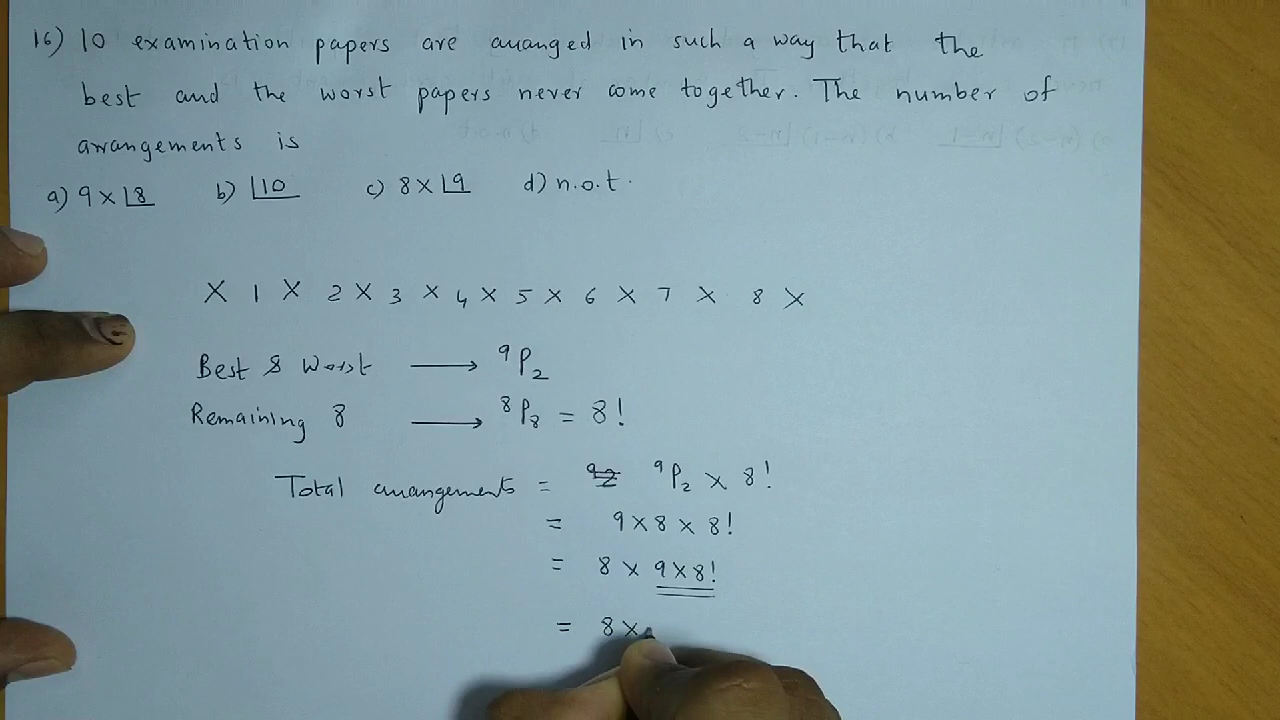 16) 10 examination papers are arranged in such a way that the
best and the worst papers never come together. The number of
arrangements is
a) 9 × |8 b) |10 c) 8 × |9 d) n.o.t.
× 1 × 2 × 3 × 4 × 5 × 6 × 7 × 8 ×
Best & Worst ⟶ ⁹P₂
Remaining 8 ⟶ ⁸P₈ = 8!
Total arrangements = ⁹P₂ × 8!
= 9 × 8 × 8!
= 8 × 9 × 8!
= 8 ×